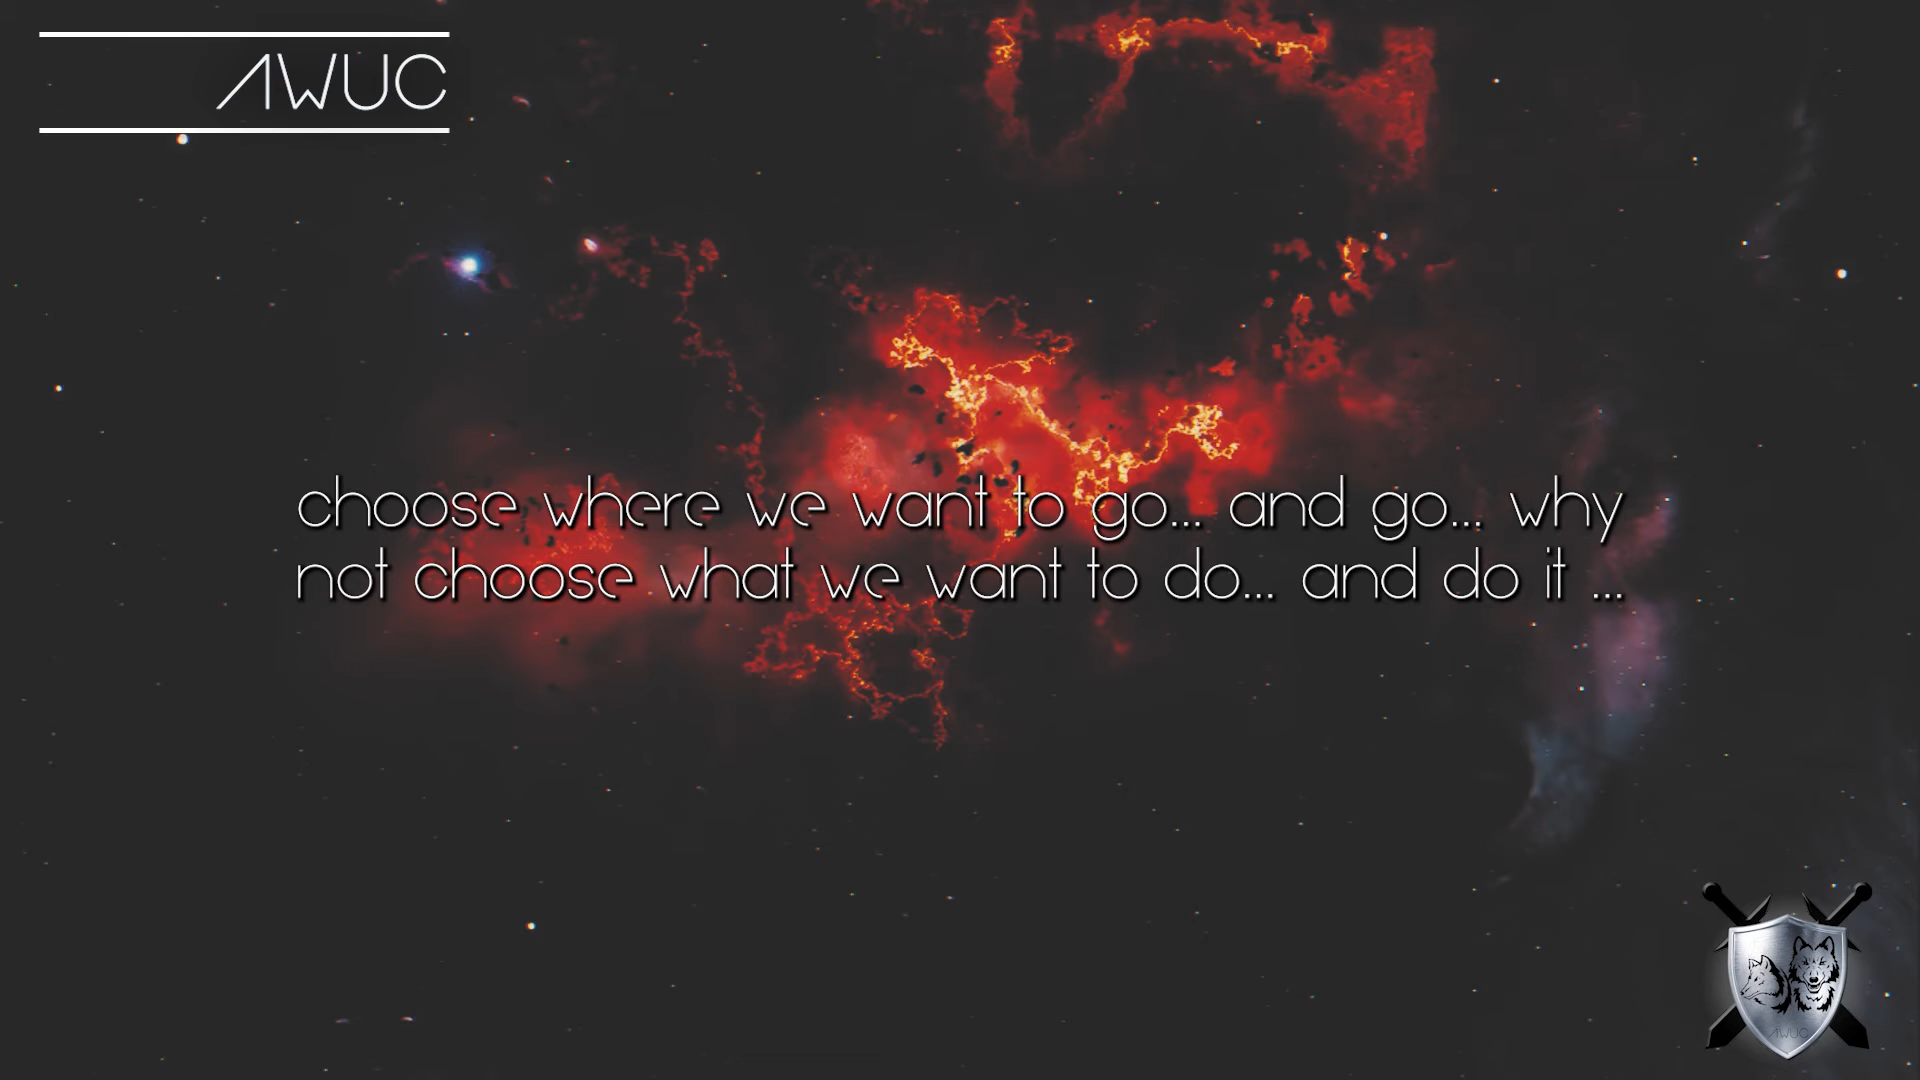 AWUC
choose where we want to go... and go... why
not choose what we want to do... and do it ...
AWUC